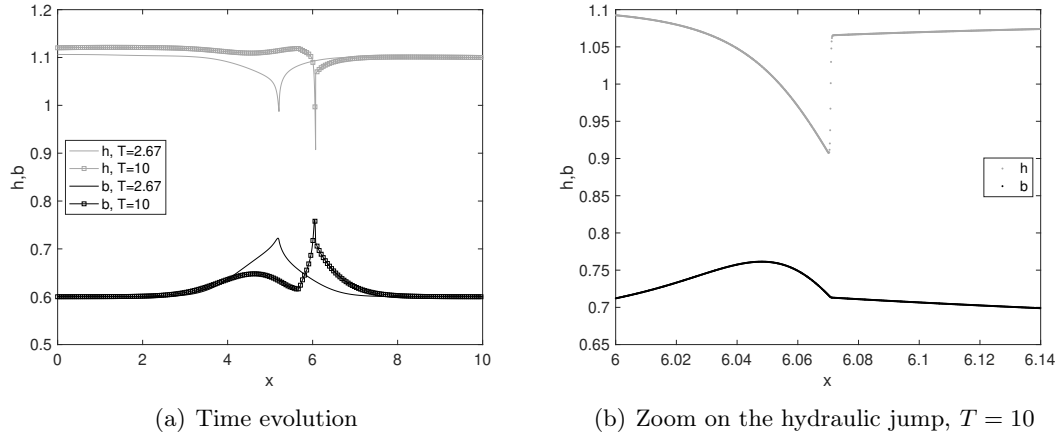 1.2
1.1
1
0.9
0.8
0.7
0.6
0.5
h,b
h, T=2.67
h, T=10
b, T=2.67
b, T=10
0 2 4 6 8 10
x
(a) Time evolution
1.1
1.05
1
0.95
0.9
0.85
0.8
0.75
0.7
0.65
h,b
h
b
6 6.02 6.04 6.06 6.08 6.1 6.12 6.14
x
(b) Zoom on the hydraulic jump, T = 10